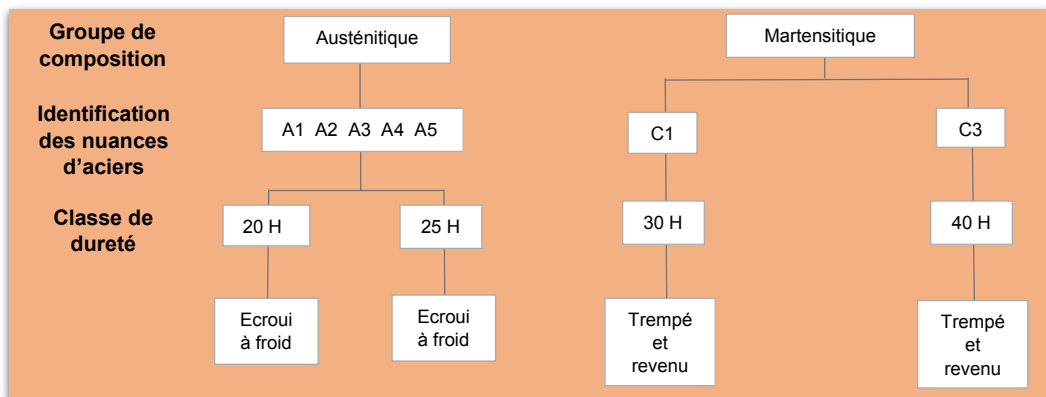 Groupe de
composition
Austénitique
Martensitique
Identification
des nuances
d'aciers
A1 A2 A3 A4 A5
C1
C3
Classe de
dureté
20 H
25 H
30 H
40 H
Ecroui
à froid
Ecroui
à froid
Trempé
et
revenu
Trempé
et
revenu